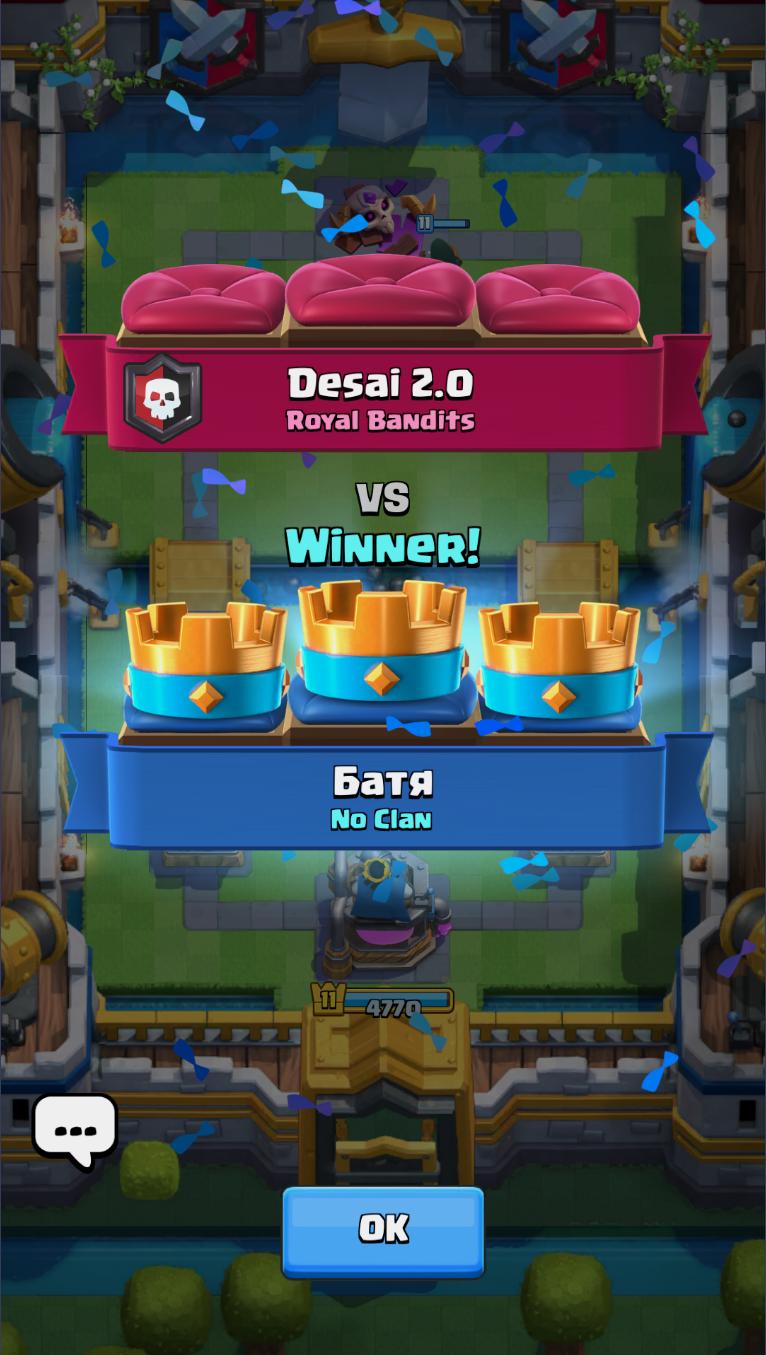 11
Desai 2.0
Royal Bandits
VS
Winner!
Батя
No Clan
11
4770
...
OK